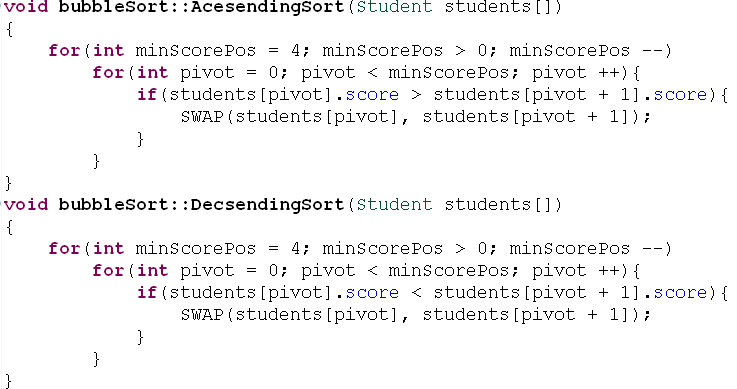 void bubbleSort::AcesendingSort(Student students[])
{
    for(int minScorePos = 4; minScorePos > 0; minScorePos --)
        for(int pivot = 0; pivot < minScorePos; pivot ++){
            if(students[pivot].score > students[pivot + 1].score){
                SWAP(students[pivot], students[pivot + 1]);
            }
        }
}
void bubbleSort::DecsendingSort(Student students[])
{
    for(int minScorePos = 4; minScorePos > 0; minScorePos --)
        for(int pivot = 0; pivot < minScorePos; pivot ++){
            if(students[pivot].score < students[pivot + 1].score){
                SWAP(students[pivot], students[pivot + 1]);
            }
        }
}